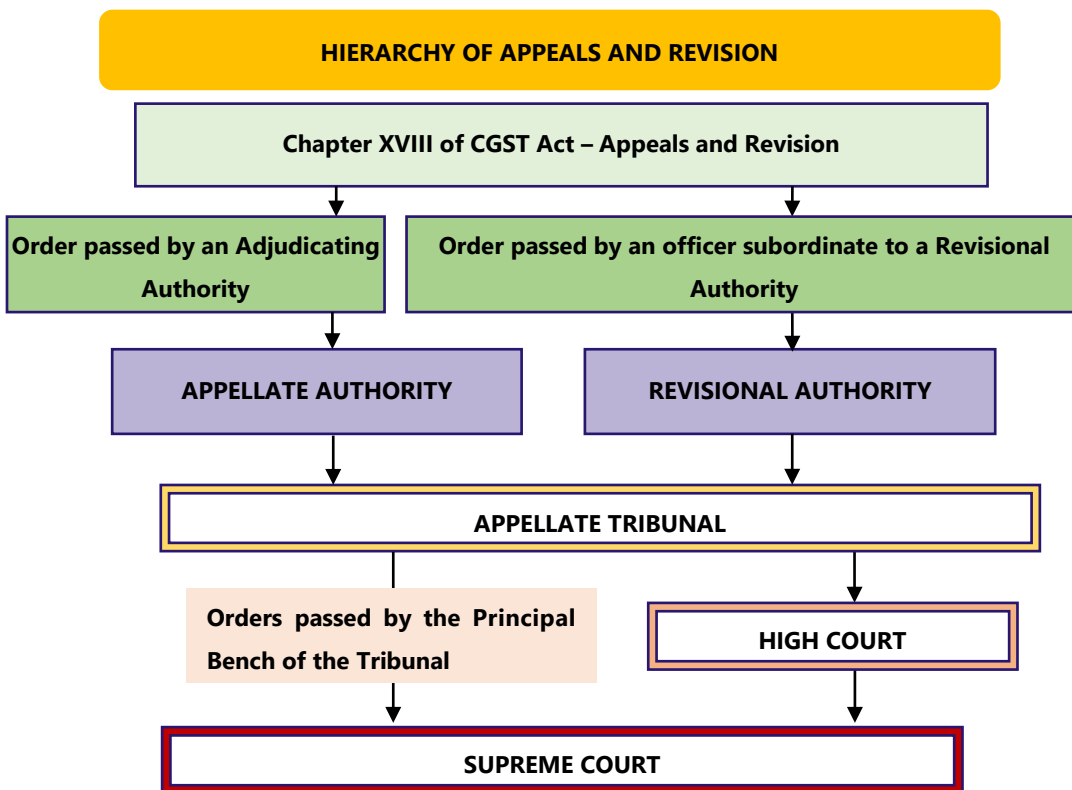 HIERARCHY OF APPEALS AND REVISION
Chapter XVIII of CGST Act – Appeals and Revision
Order passed by an Adjudicating
Authority
Order passed by an officer subordinate to a Revisional
Authority
APPELLATE AUTHORITY
REVISIONAL AUTHORITY
APPELLATE TRIBUNAL
Orders passed by the Principal
Bench of the Tribunal
HIGH COURT
SUPREME COURT